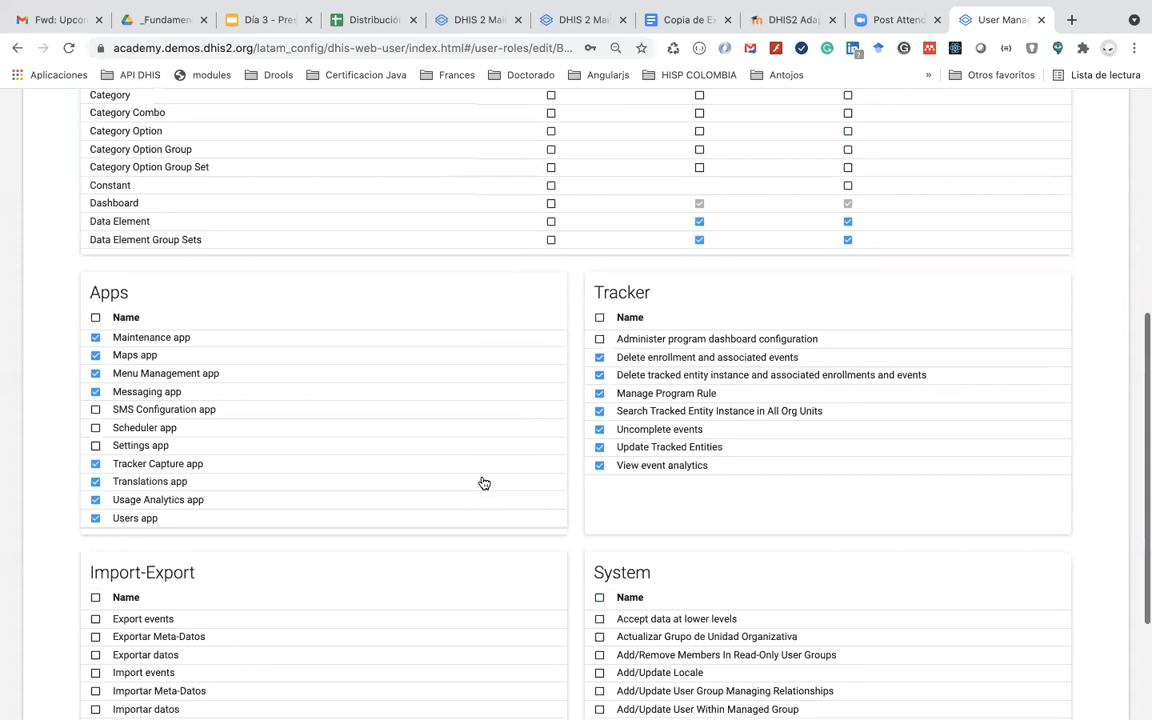 Fwd: Upcon
_Fundamen
Día 3 - Pres
Distribución
DHIS 2 Mai
DHIS 2 Mai
Copia de E
DHIS2 Adap
Post Attend
User Mana
academy.demos.dhis2.org/latam_config/dhis-web-user/index.html#/user-roles/edit/B...
Aplicaciones
API DHIS
modules
Drools
Certificacion Java
Frances
Doctorado
Angularjs
HISP COLOMBIA
Antojos
»
Otros favoritos
Lista de lectura
Category
Category Combo
Category Option
Category Option Group
Category Option Group Set
Constant
Dashboard
Data Element
Data Element Group Sets
Apps
Name
Maintenance app
Maps app
Menu Management app
Messaging app
SMS Configuration app
Scheduler app
Settings app
Tracker Capture app
Translations app
Usage Analytics app
Users app
Tracker
Name
Administer program dashboard configuration
Delete enrollment and associated events
Delete tracked entity instance and associated enrollments and events
Manage Program Rule
Search Tracked Entity Instance in All Org Units
Uncomplete events
Update Tracked Entities
View event analytics
Import-Export
Name
Export events
Exportar Meta-Datos
Exportar datos
Import events
Importar Meta-Datos
Importar datos
System
Name
Accept data at lower levels
Actualizar Grupo de Unidad Organizativa
Add/Remove Members In Read-Only User Groups
Add/Update Locale
Add/Update User Group Managing Relationships
Add/Update User Within Managed Group